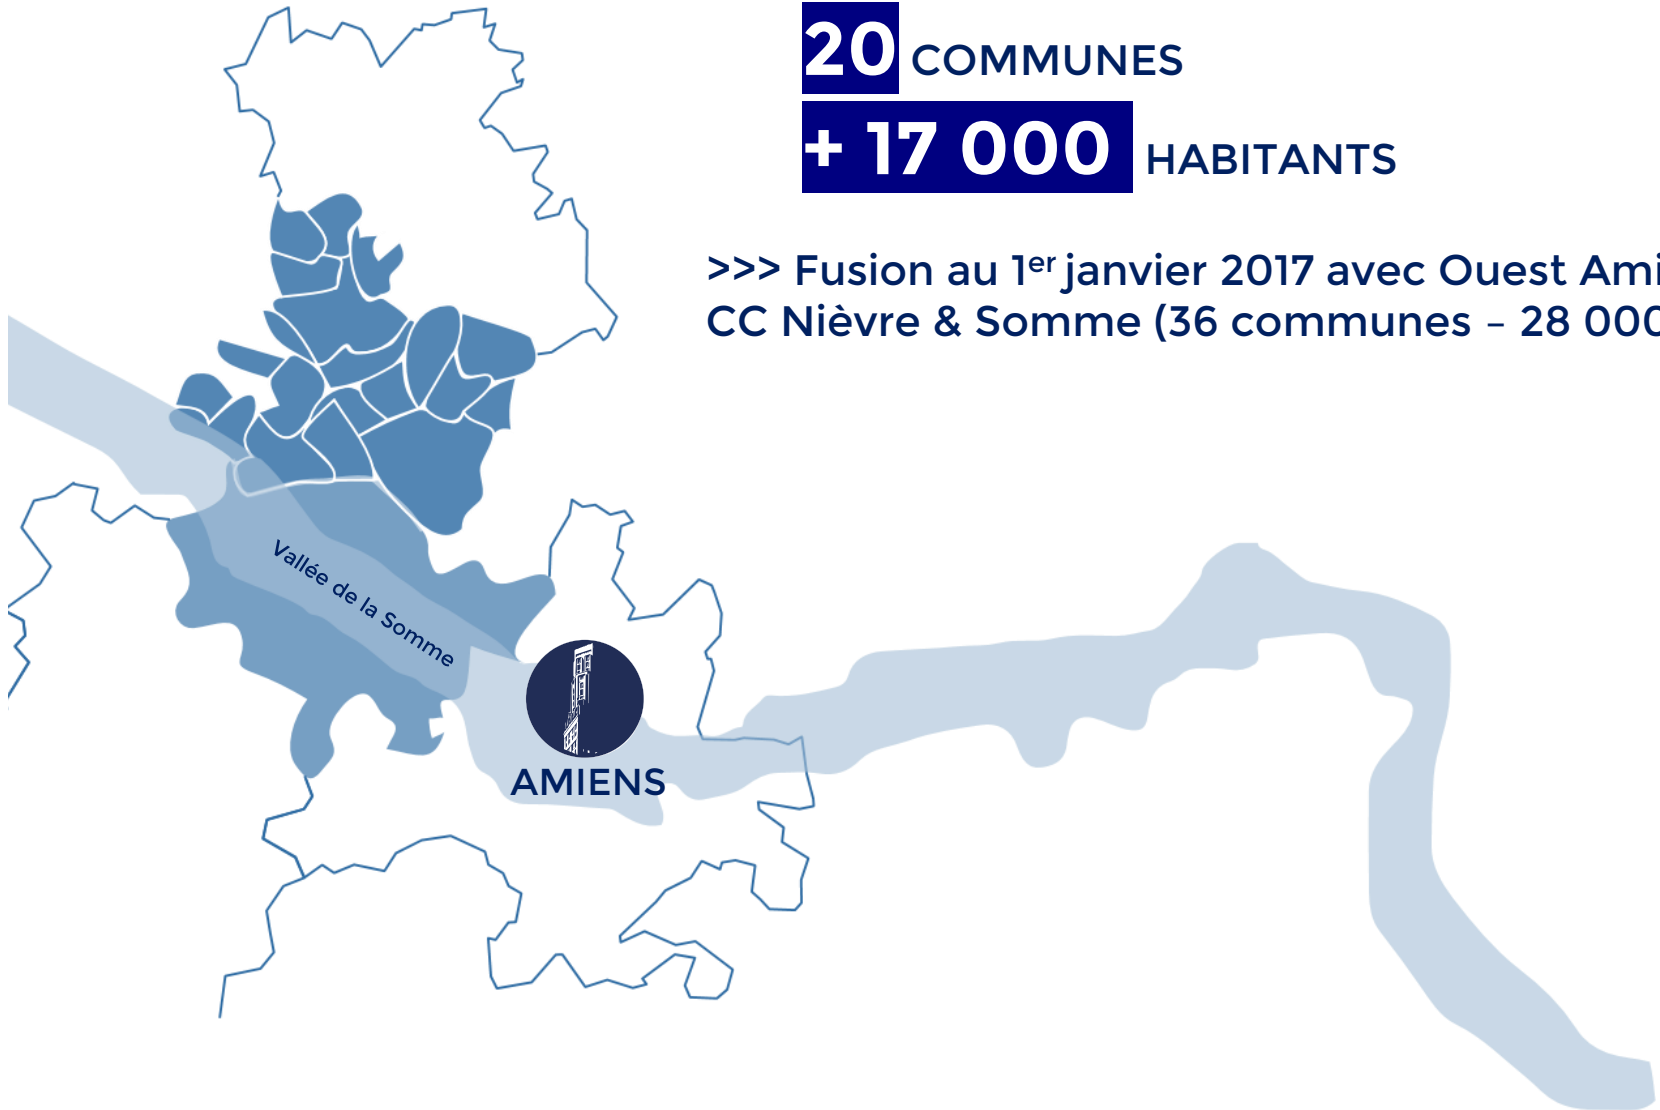 20 COMMUNES
+ 17 000 HABITANTS
>>> Fusion au 1er janvier 2017 avec Ouest
CC Nièvre & Somme (36 communes – 28 000
Vallée de la Somme
AMIENS